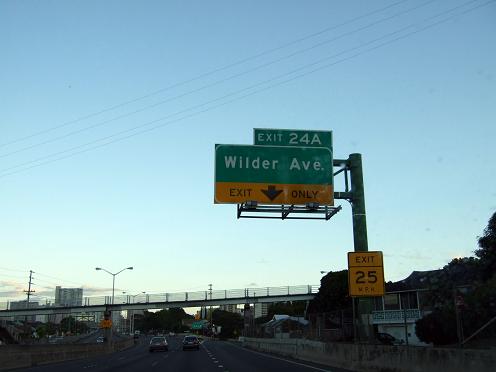 EXIT 24A
Wilder Ave.
EXIT ONLY
EXIT
25
M.P.H.